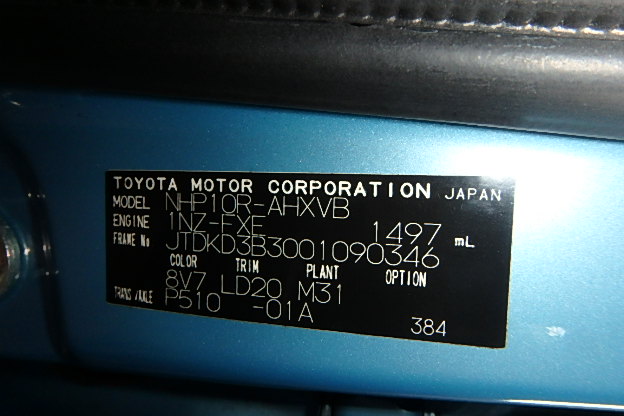 TOYOTA MOTOR CORPORATION JAPAN
MODEL NHP10R-AHXVB
ENGINE 1NZ-FXE 1497 mL
FRAME No JTDKD3B3001090346
COLOR TRIM PLANT OPTION
8V7 LD20 M31
TRANS/AXLE P510 -01A
384